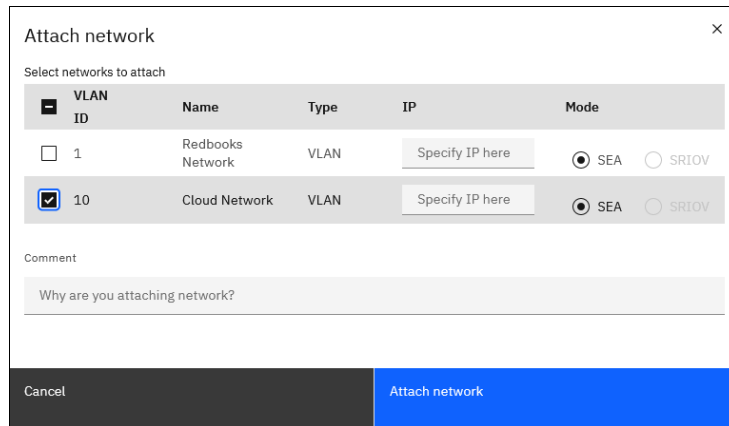 Attach network
Select networks to attach
VLAN ID Name Type IP Mode
1 Redbooks Network VLAN Specify IP here SEA SRIOV
10 Cloud Network VLAN Specify IP here SEA SRIOV
Comment
Why are you attaching network?
Cancel Attach network